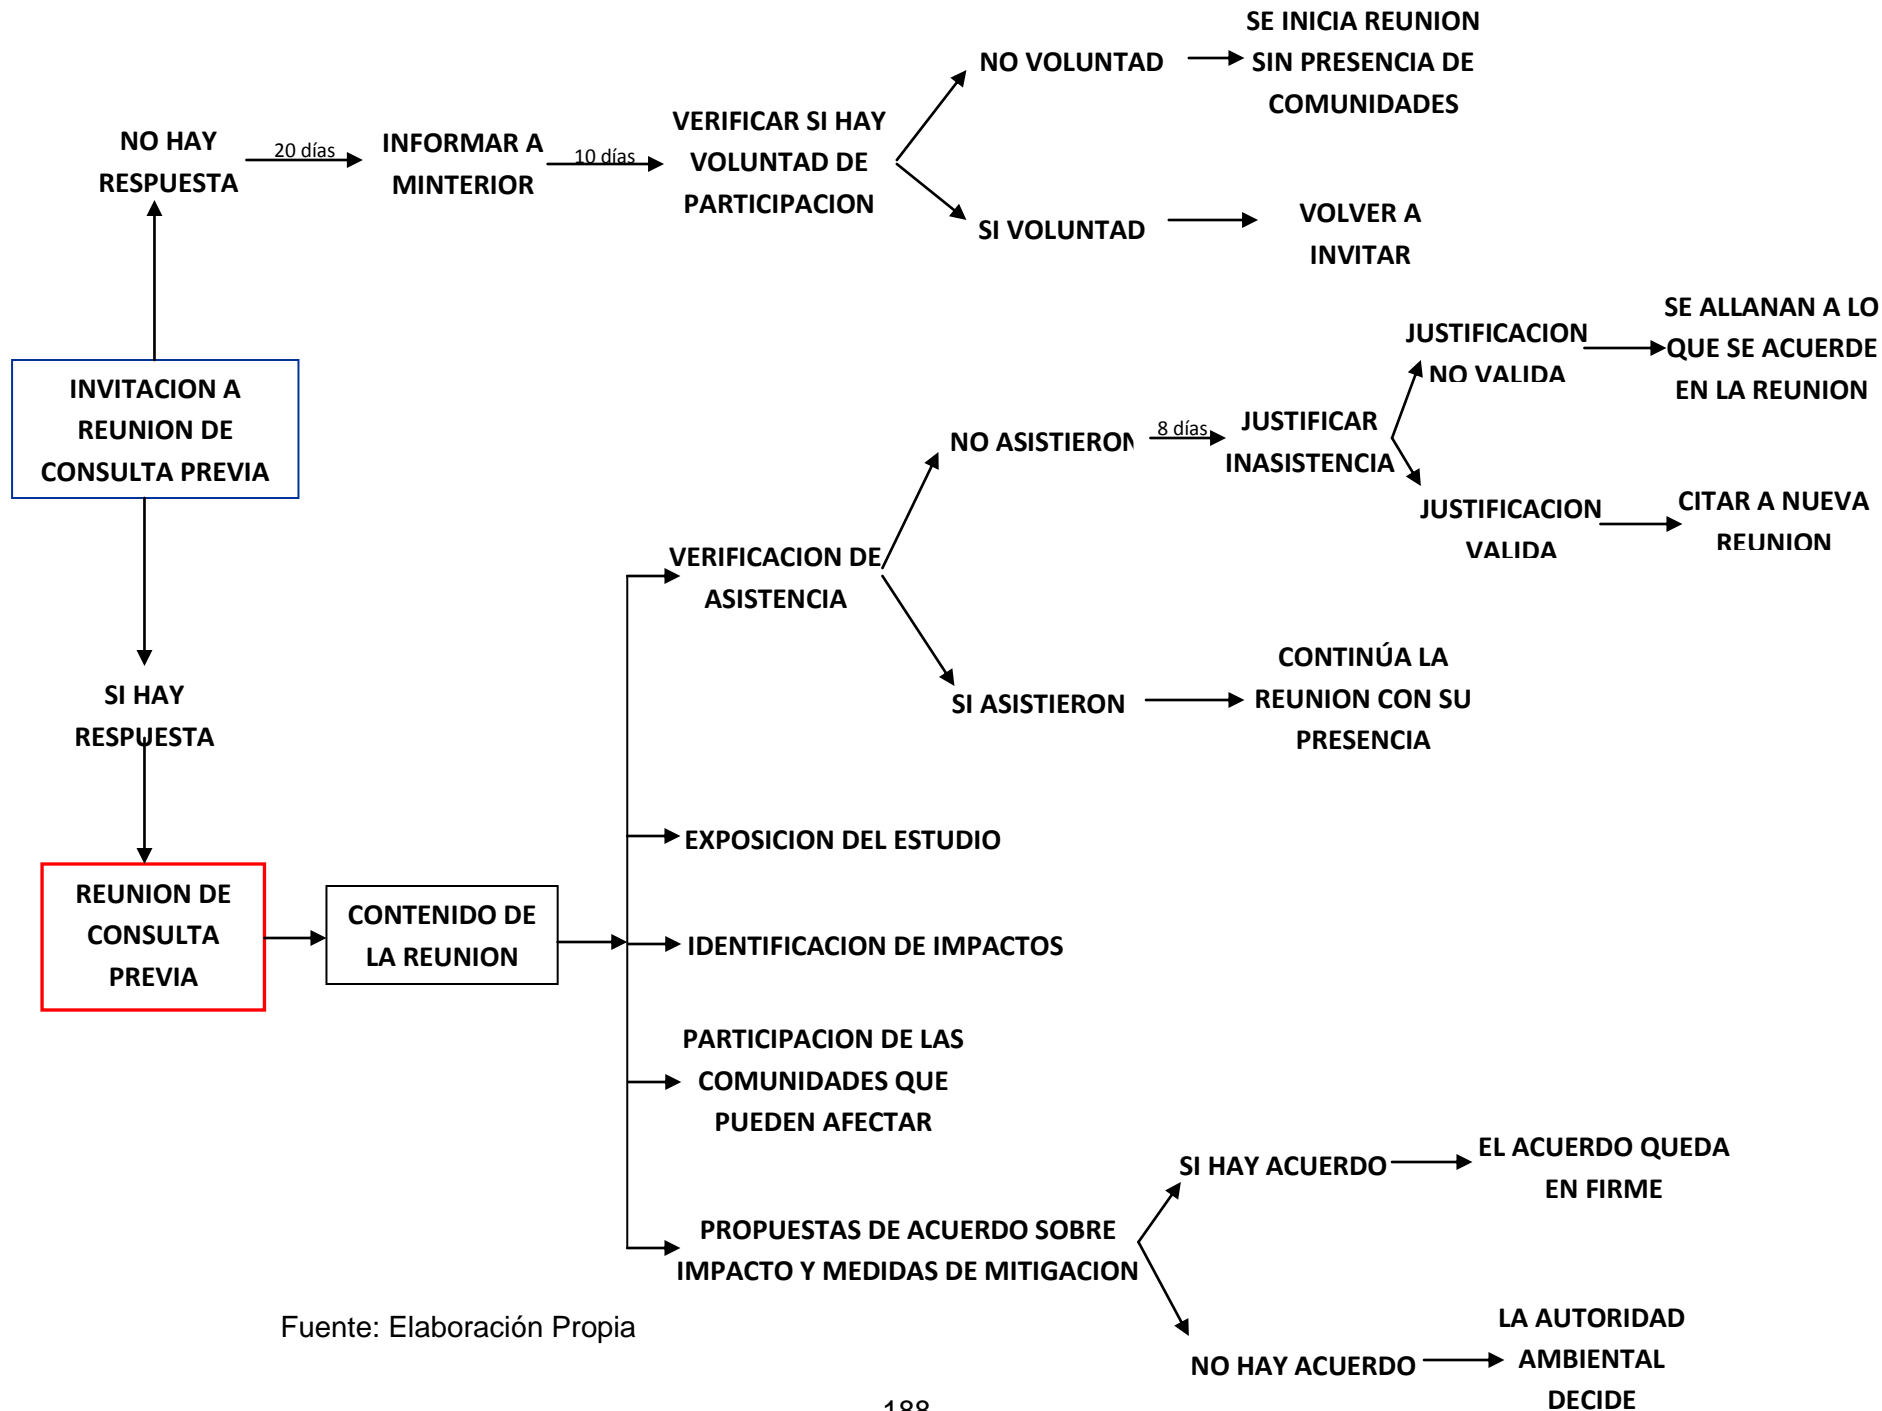 SE INICIA REUNION
SIN PRESENCIA DE
COMUNIDADES
NO VOLUNTAD
NO HAY
RESPUESTA
20 días
INFORMAR A
MINTERIOR
10 días
VERIFICAR SI HAY
VOLUNTAD DE
PARTICIPACION
SI VOLUNTAD
VOLVER A
INVITAR
INVITACION A
REUNION DE
CONSULTA PREVIA
SE ALLANAN A LO
QUE SE ACUERDE
EN LA REUNION
JUSTIFICACION
NO VALIDA
NO ASISTIERON
8 días
JUSTIFICAR
INASISTENCIA
JUSTIFICACION
VALIDA
CITAR A NUEVA
REUNION
VERIFICACION DE
ASISTENCIA
SI ASISTIERON
CONTINÚA LA
REUNION CON SU
PRESENCIA
SI HAY
RESPUESTA
EXPOSICION DEL ESTUDIO
REUNION DE
CONSULTA
PREVIA
CONTENIDO DE
LA REUNION
IDENTIFICACION DE IMPACTOS
PARTICIPACION DE LAS
COMUNIDADES QUE
PUEDEN AFECTAR
SI HAY ACUERDO
EL ACUERDO QUEDA
EN FIRME
PROPUESTAS DE ACUERDO SOBRE
IMPACTO Y MEDIDAS DE MITIGACION
NO HAY ACUERDO
LA AUTORIDAD
AMBIENTAL
DECIDE
Fuente: Elaboración Propia
188